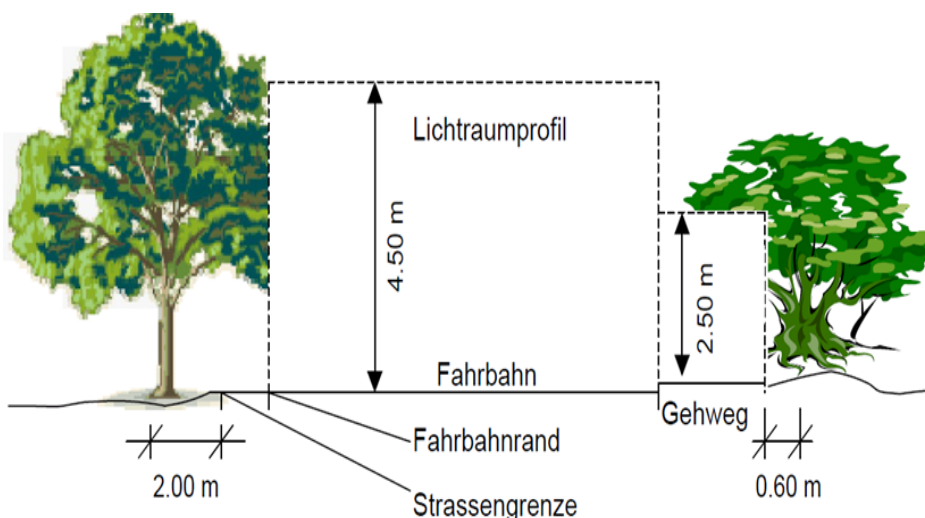 Lichtraumprofil
4.50 m
2.50 m
Fahrbahn
Gehweg
Fahrbahnrand
2.00 m
0.60 m
Strassengrenze